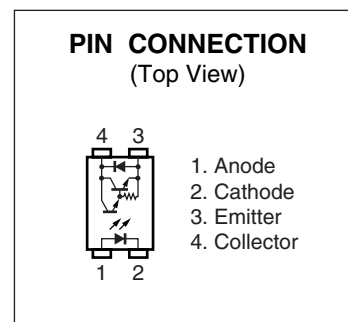 PIN CONNECTION
(Top View)
4 3
1. Anode
2. Cathode
3. Emitter
4. Collector
1 2